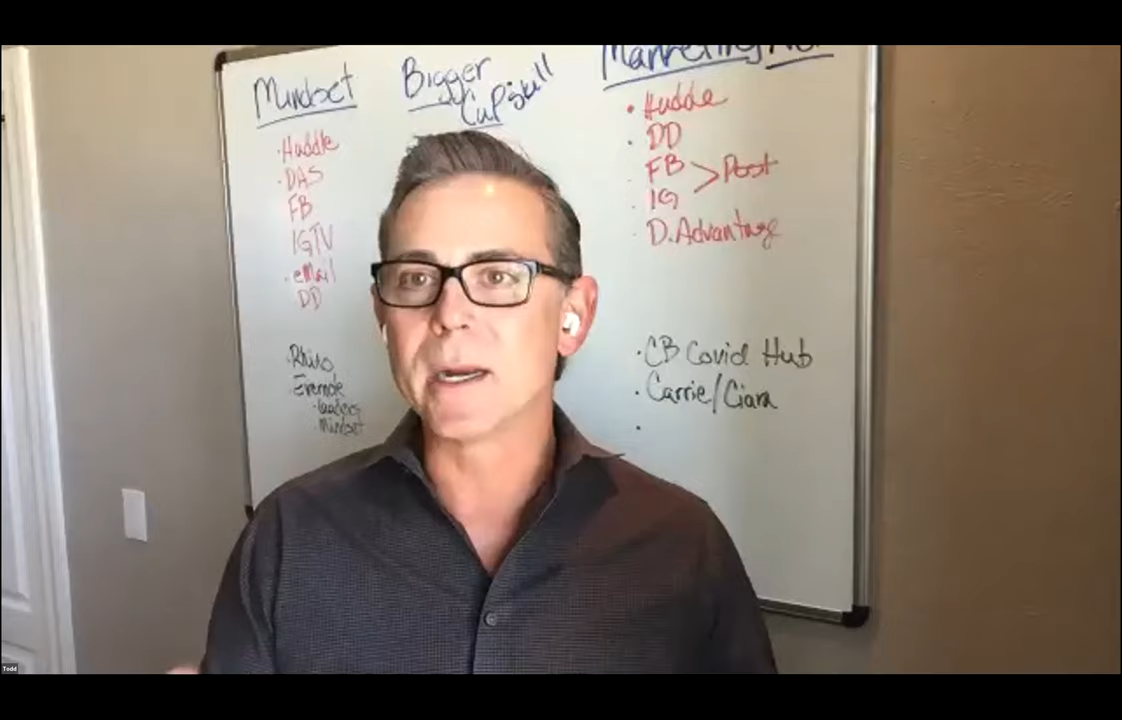 Mindset
· Huddle
· DAS
FB
IGTV
· eMail
DD
· Rhino
· Evernote
· leaders
· Mindset
Bigger
Cup skill
Marketing
· Huddle
· DD
· FB > Post
· IG
· D. Advantage
· CB Covid Hub
· Carrie/Ciara
·
Todd